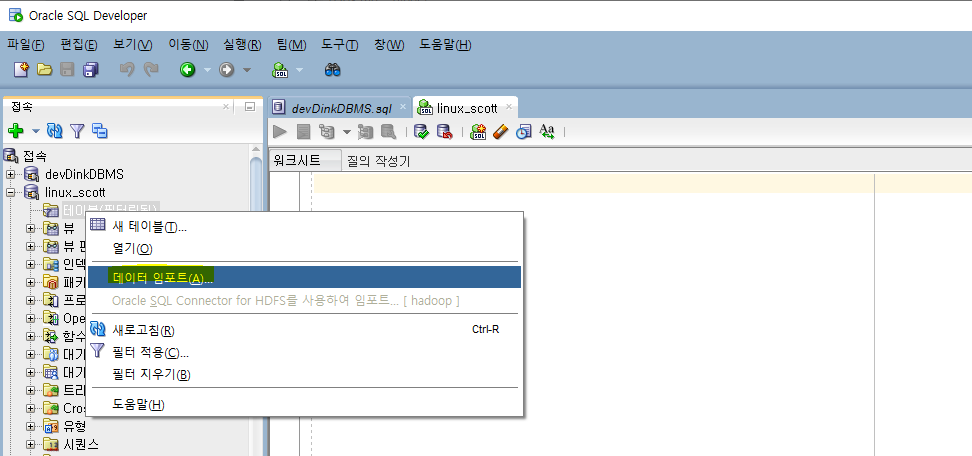 Oracle SQL Developer
파일(F) 편집(E) 보기(V) 이동(N) 실행(R) 팀(M) 도구(T) 창(W) 도움말(H)
접속
devDinkDBMS.sql
linux_scott
워크시트 질의 작성기
접속
devDinkDBMS
linux_scott
테이블(필터링됨)
뷰
뷰 편
인덱
패키
프로
Ope
함수
대기
대기
트리
Cros
유형
시퀀스
새 테이블(T)...
열기(O)
데이터 임포트(A)...
Oracle SQL Connector for HDFS를 사용하여 임포트... [ hadoop ]
새로고침(R) Ctrl-R
필터 적용(C)...
필터 지우기(B)
도움말(H)